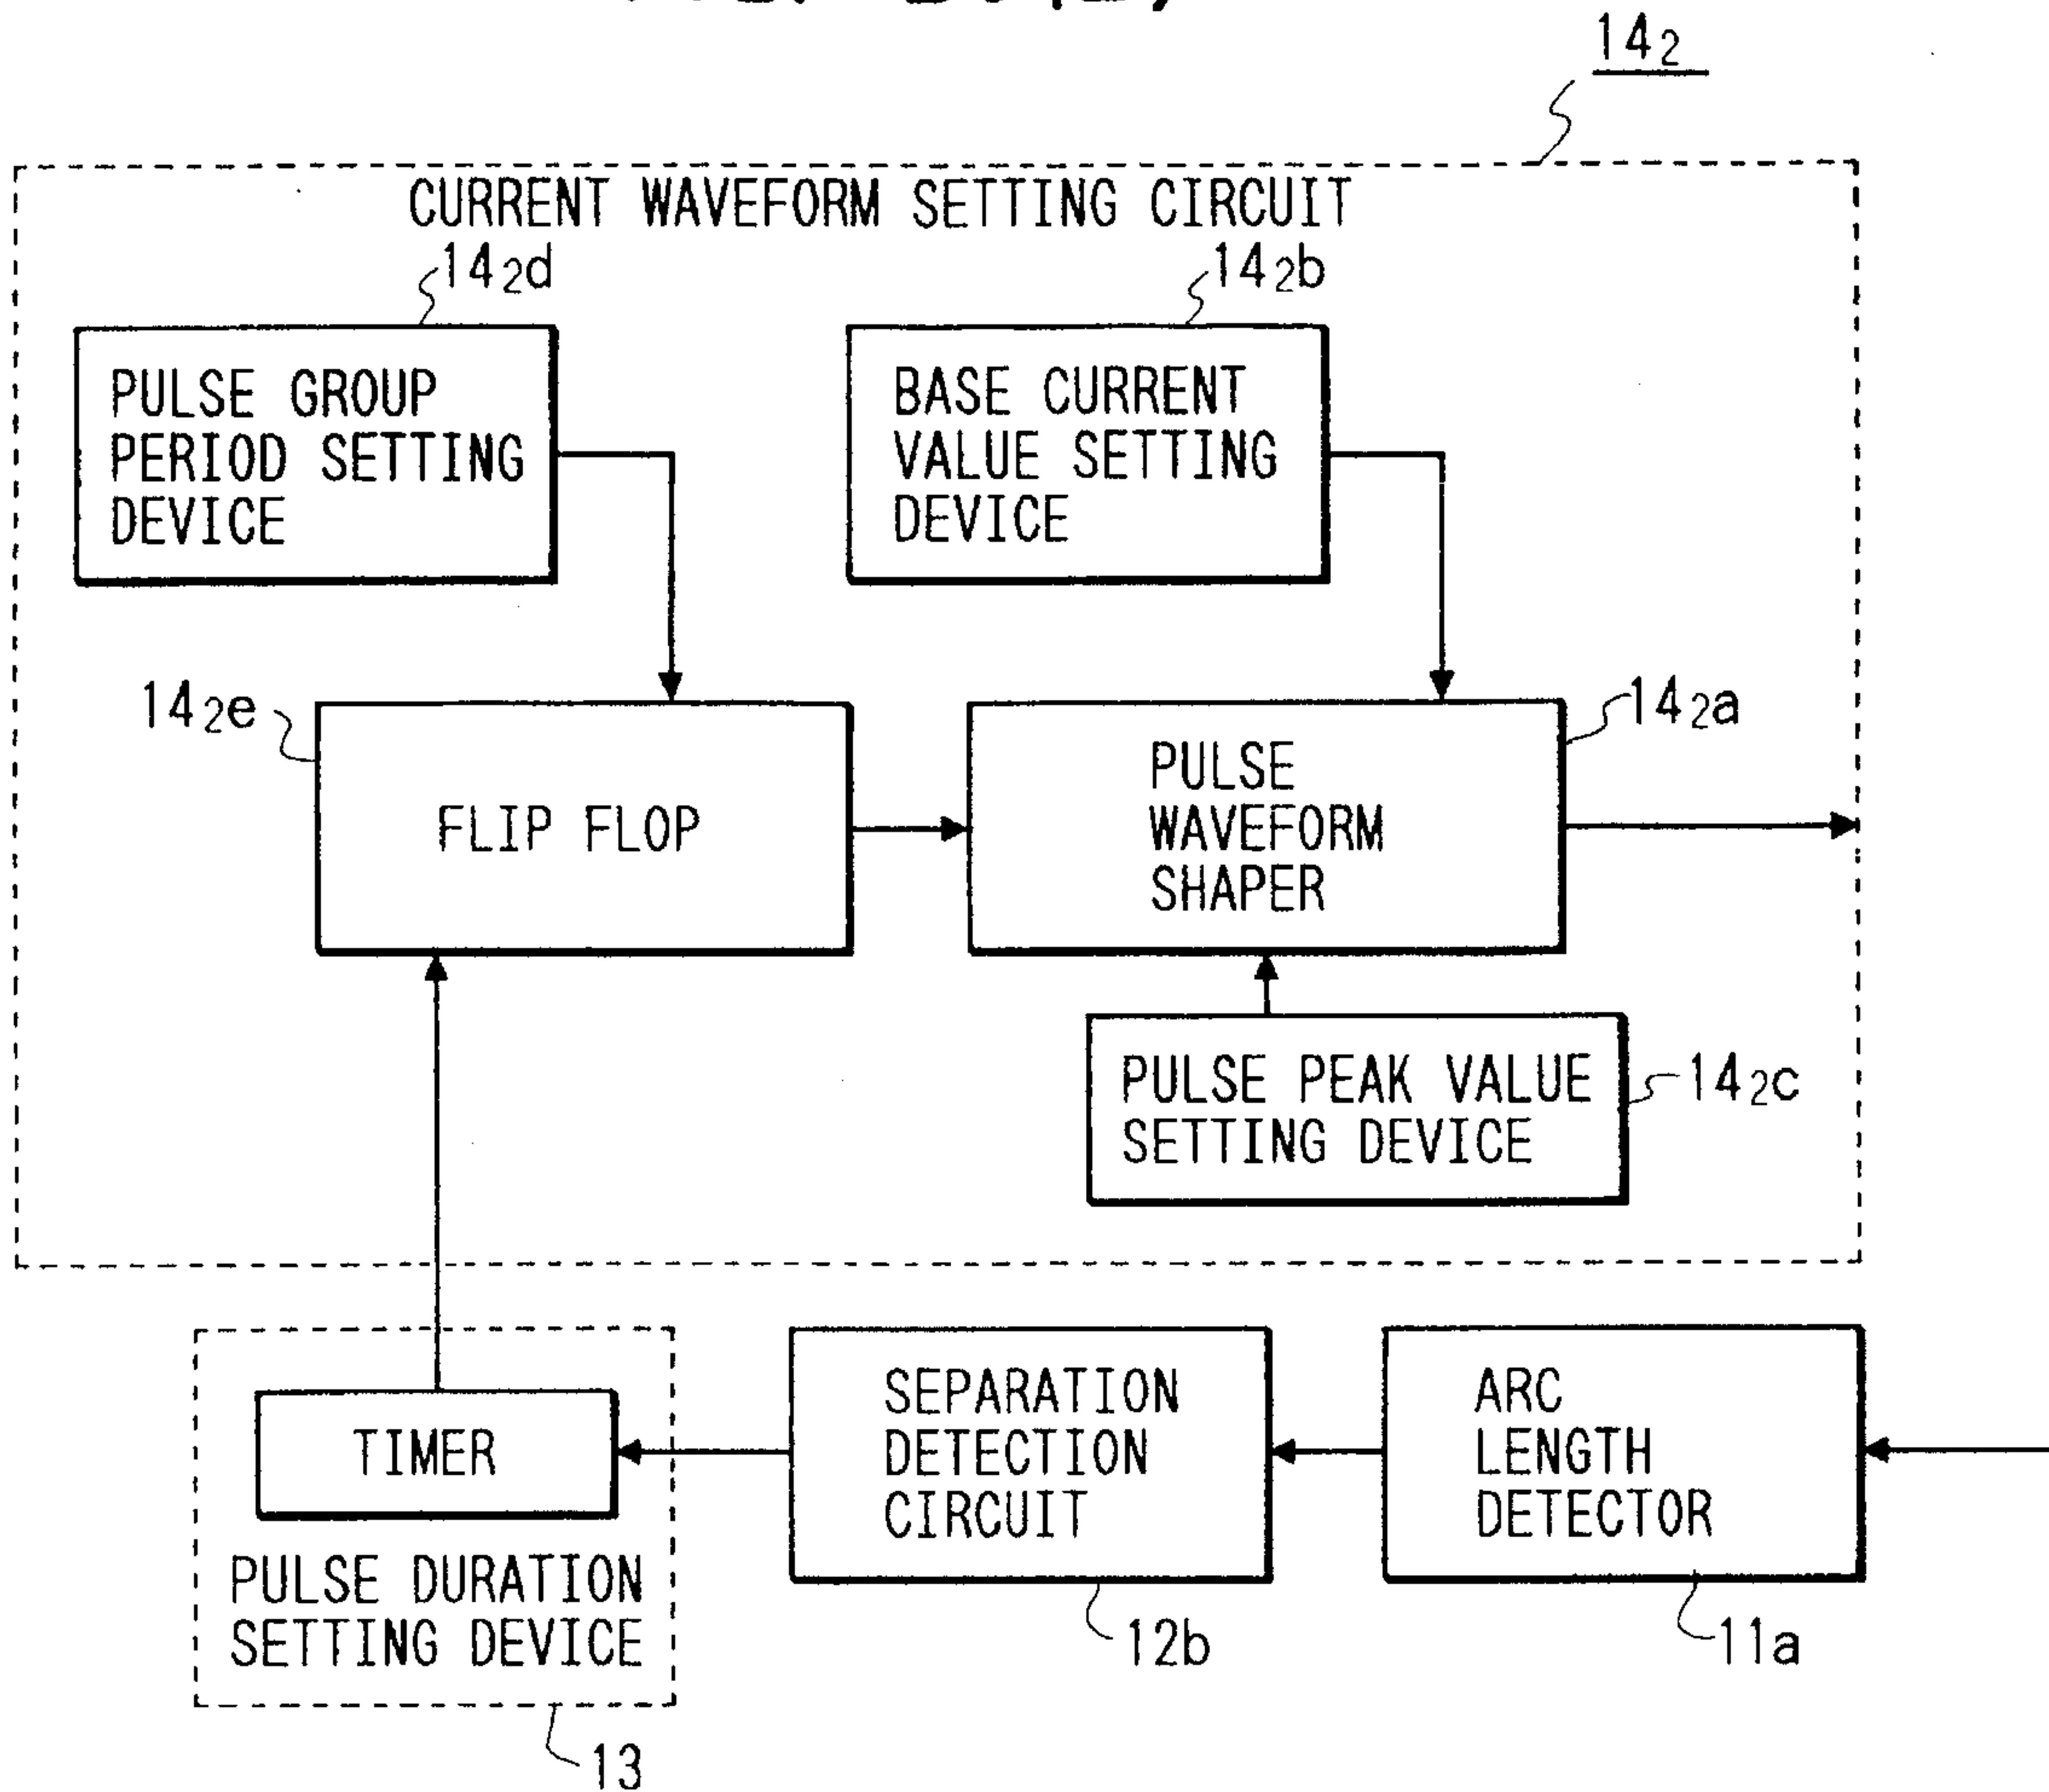 14₂
CURRENT WAVEFORM SETTING CIRCUIT
14₂d
14₂b
PULSE GROUP
PERIOD SETTING
DEVICE
BASE CURRENT
VALUE SETTING
DEVICE
14₂e
14₂a
FLIP FLOP
PULSE
WAVEFORM
SHAPER
PULSE PEAK VALUE
SETTING DEVICE
14₂c
TIMER
SEPARATION
DETECTION
CIRCUIT
ARC
LENGTH
DETECTOR
PULSE DURATION
SETTING DEVICE
12b
11a
13